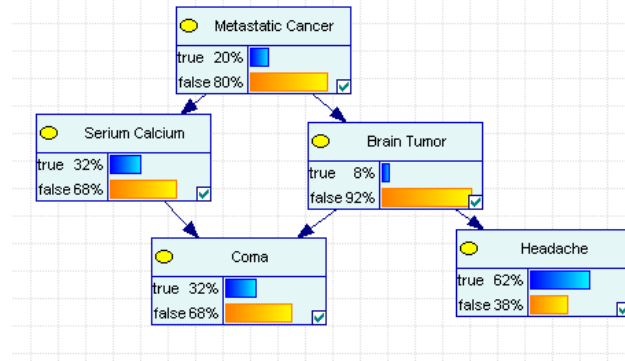 Metastatic Cancer
true 20%
false 80%
Serium Calcium
true 32%
false 68%
Brain Tumor
true 8%
false 92%
Coma
true 32%
false 68%
Headache
true 62%
false 38%